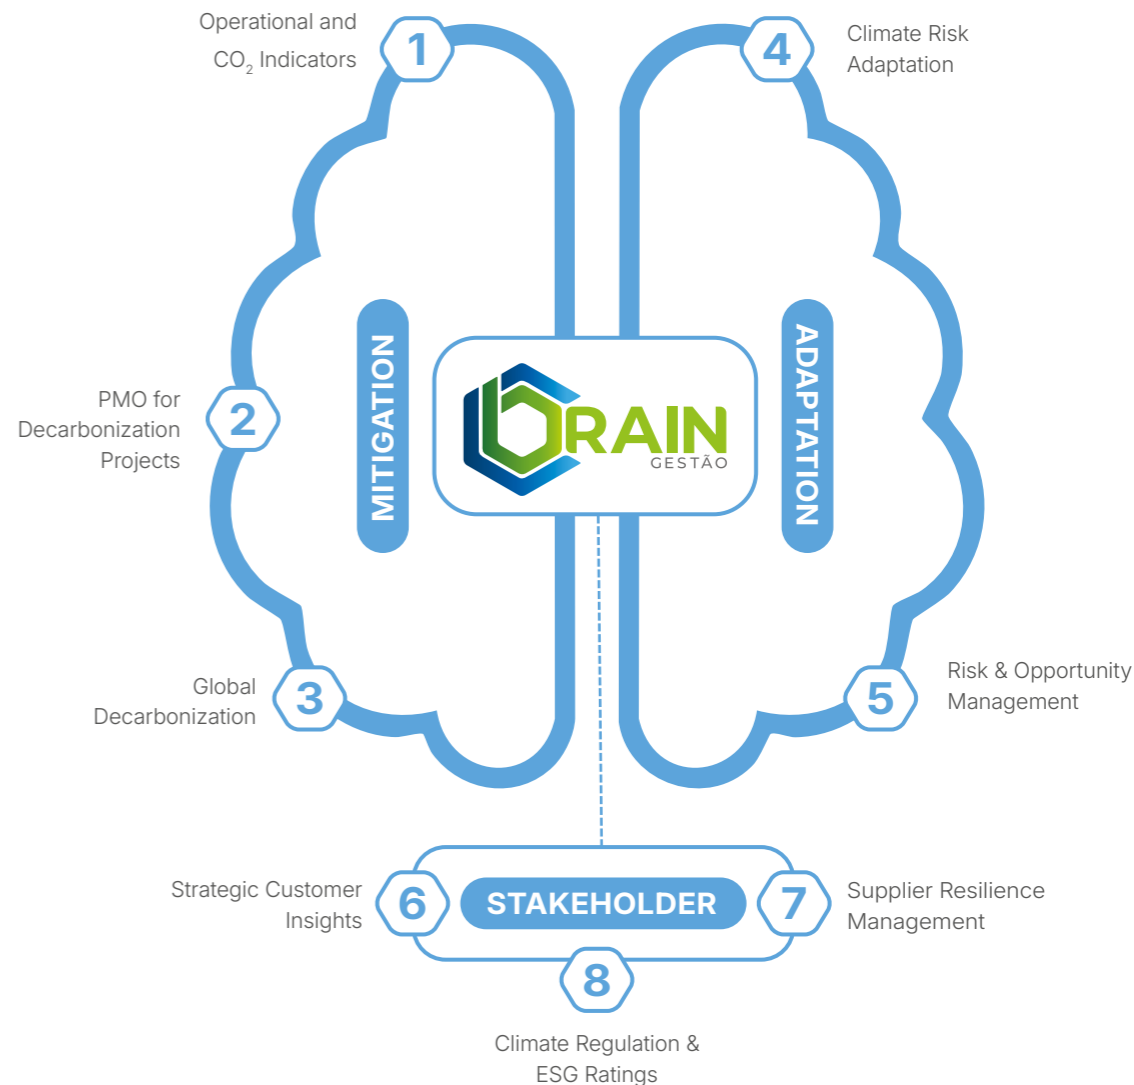 Operational and
CO₂ Indicators
1
4
Climate Risk
Adaptation
MITIGATION
ADAPTATION
PMO for
Decarbonization
Projects
2
bRAIN
GESTÃO
Global
Decarbonization
3
5
Risk & Opportunity
Management
Strategic Customer
Insights
6
STAKEHOLDER
7
Supplier Resilience
Management
8
Climate Regulation &
ESG Ratings